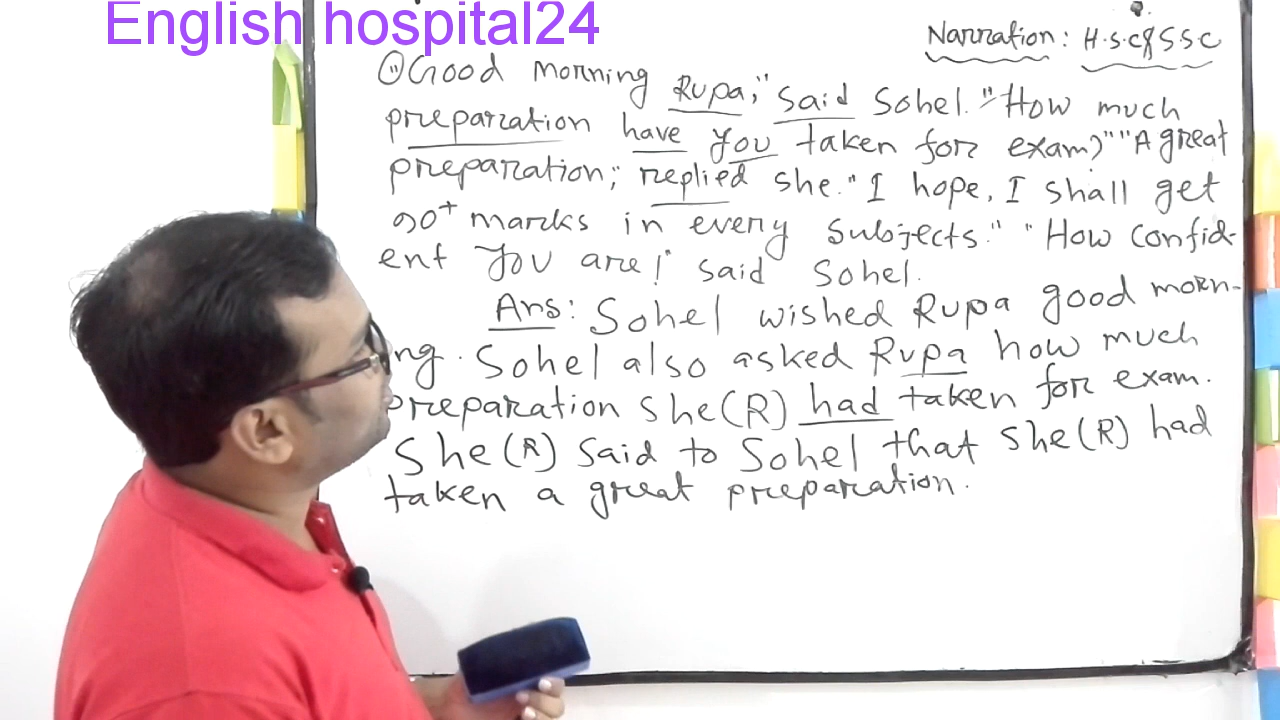 English hospital24
Narration: H.S.C & SSC
"Good morning Rupa," said Sohel. "How much
preparation have you taken for exam?" "A great
preparation," replied she. "I hope, I shall get
90+ marks in every subjects." "How confid-
ent you are!" said Sohel.
Ans: Sohel wished Rupa good morn-
ng. Sohel also asked Rupa how much
preparation she(R) had taken for exam.
She(R) said to Sohel that she(R) had
taken a great preparation.